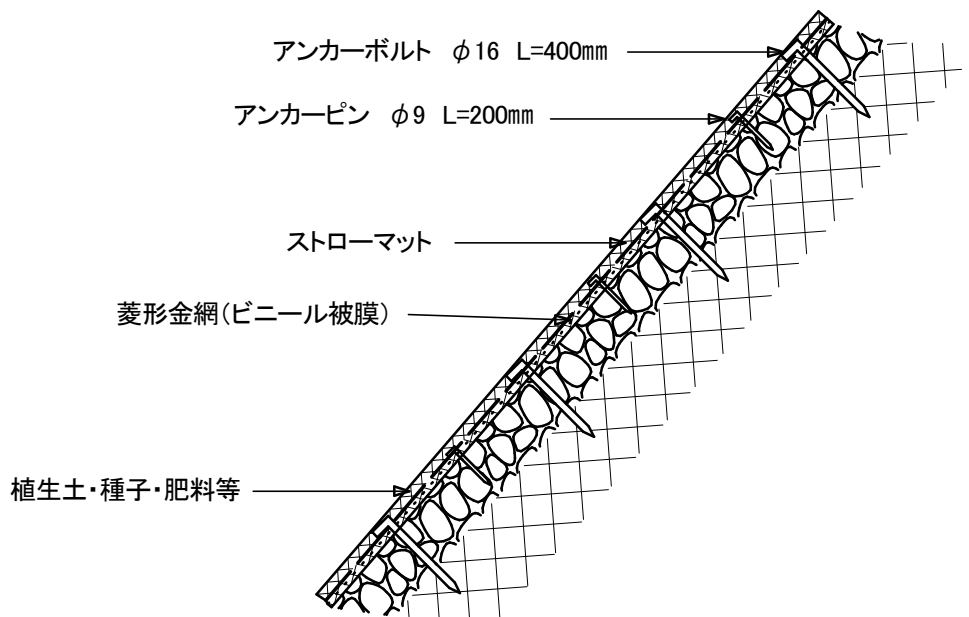 アンカーボルト φ16 L=400mm
アンカーピン φ9 L=200mm
ストローマット
菱形金網(ビニール被膜)
植生土・種子・肥料等